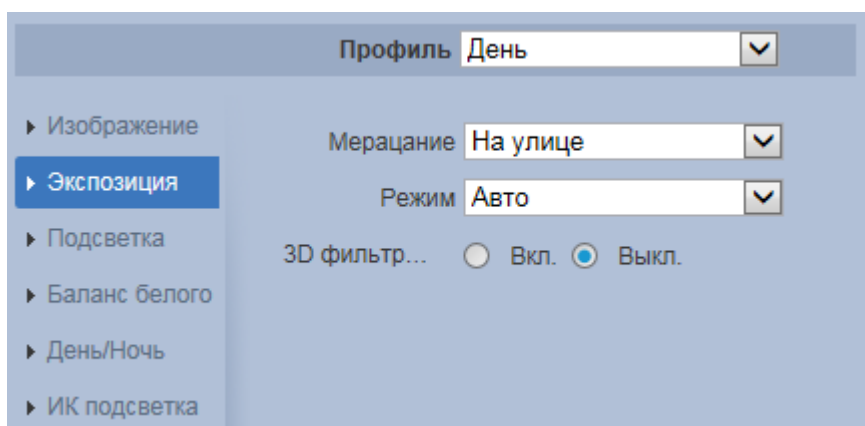 Профиль День
Изображение
Мерацание На улице
Экспозиция
Режим Авто
Подсветка
3D фильтр... Вкл. Выкл.
Баланс белого
День/Ночь
ИК подсветка